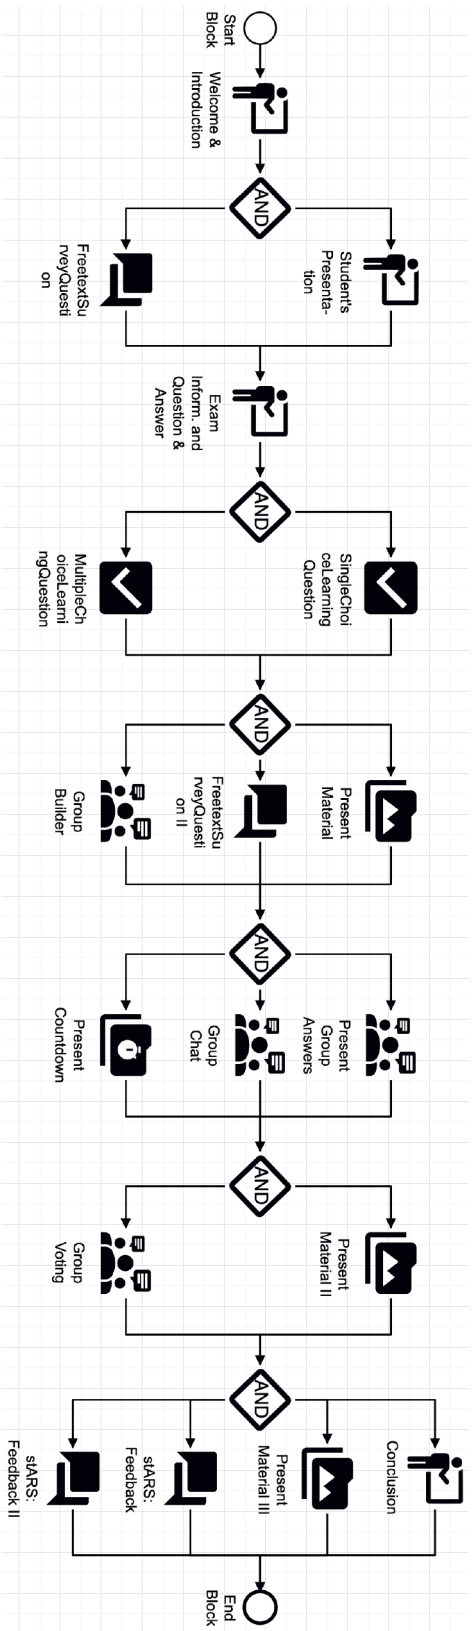 Start
Block
Welcome &
Introduction
AND
Student's
Presenta-
tion
FreetextSu
rveyQuesti
on
Exam
Inform. and
Question &
Answer
AND
SingleChoi
ceLearning
Question
MultipleCh
oiceLearni
ngQuestion
AND
Present
Material
FreetextSu
rveyQuesti
on II
Group
Builder
AND
Present
Group
Answers
Group
Chat
Present
Countdown
AND
Present
Material II
Group
Voting
AND
Conclusion
Present
Material III
stARS:
Feedback
stARS:
Feedback II
End
Block